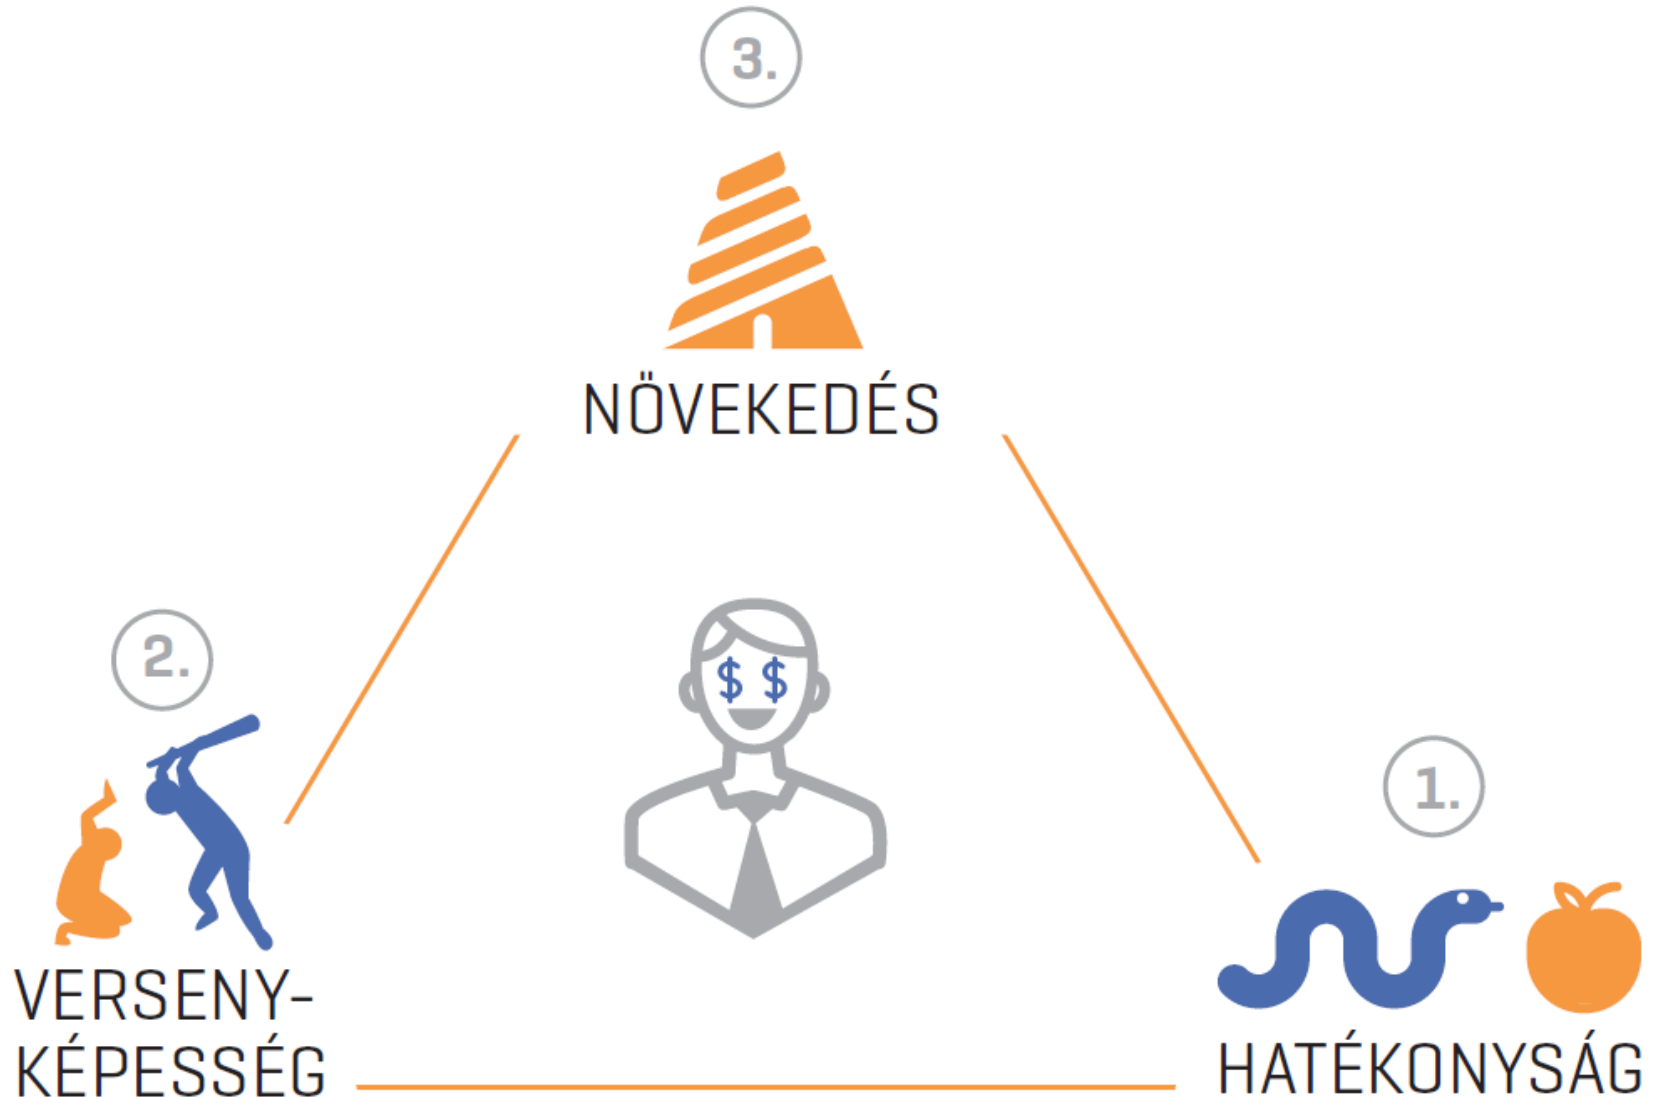 3.
NÖVEKEDÉS
2.
$ $
1.
VERSENY-
KÉPESSÉG
HATÉKONYSÁG